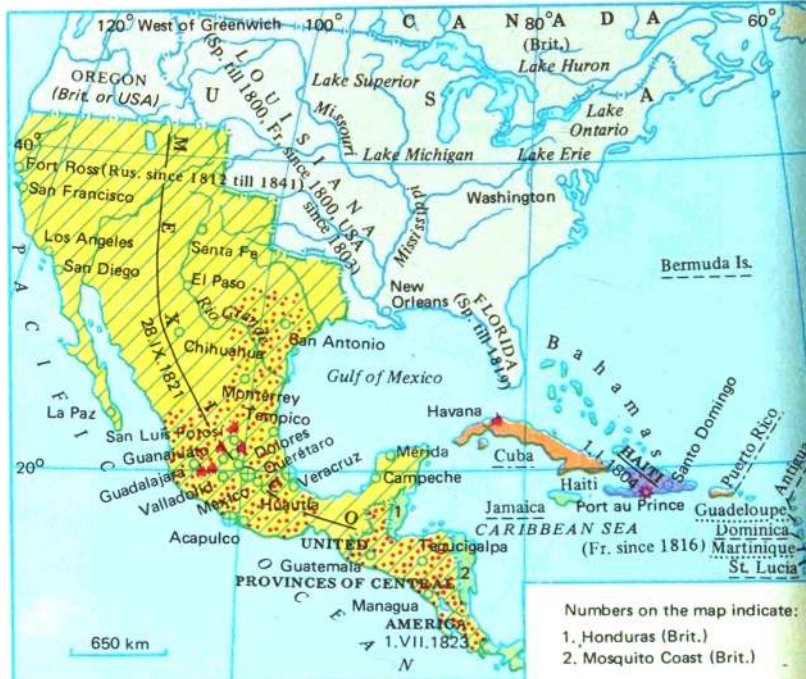 120° West of Greenwich
100°
C A N A D A
80°
(Brit.)
60°
OREGON
(Brit. or USA)
L O U I S I A N A
(Sp. till 1800, Fr. since 1800, USA
since 1803)
U S A
Lake Superior
Lake Huron
Lake
Ontario
Missouri
Lake Michigan
Lake Erie
40°
Fort Ross (Rus. since 1812 till 1841)
San Francisco
Mississippi
Washington
Los Angeles
Santa Fe
San Diego
El Paso
New
Orleans
FLORIDA
(Sp. till 1819)
Bermuda Is.
PACIFIC
OCEAN
MEXICO
28.IX 1821
Rio Grande
Chihuahua
San Antonio
Gulf of Mexico
Bahamas
La Paz
Monterrey
Tempico
San Luis Potosi
Dolores
Guanajuato
Querétaro
Guadalajara
Veracruz
Valladolid
Mexico
Huautla
Acapulco
Havana
Mérida
Campeche
Cuba
1.I.1804
HAITI
Haiti
Santo Domingo
Puerto Rico
Port au Prince
Jamaica
CARIBBEAN SEA
Antigua
Guadeloupe
Dominica
(Fr. since 1816)
Martinique
St. Lucia
20°
1
2
UNITED
PROVINCES OF CENTRAL
AMERICA
1.VII.1823
Tegucigalpa
Guatemala
Managua
650 km
Numbers on the map indicate:
1. Honduras (Brit.)
2. Mosquito Coast (Brit.)